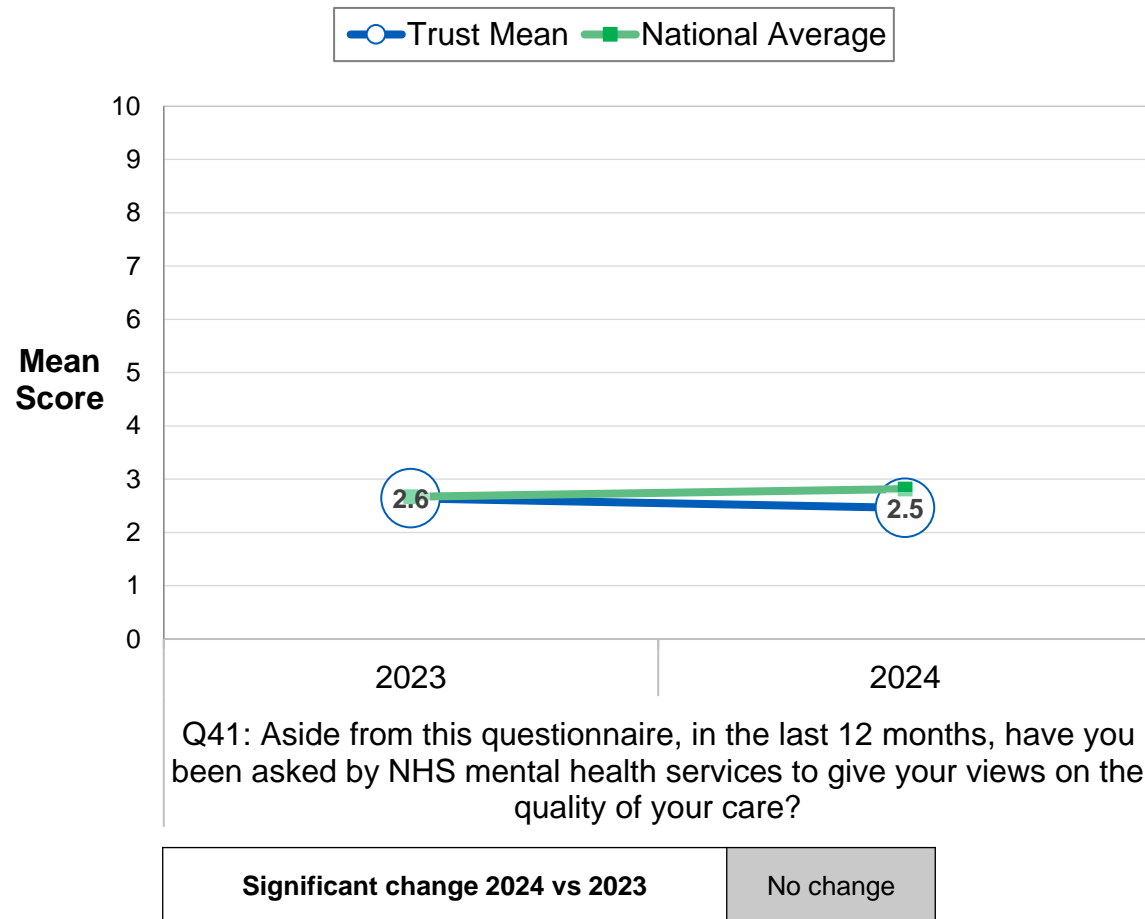 Trust Mean National Average
10
9
8
7
6
5
4
3
2
1
0
Mean
Score
2.6
2.5
2023 2024
Q41: Aside from this questionnaire, in the last 12 months, have you
been asked by NHS mental health services to give your views on the
quality of your care?
Significant change 2024 vs 2023 No change